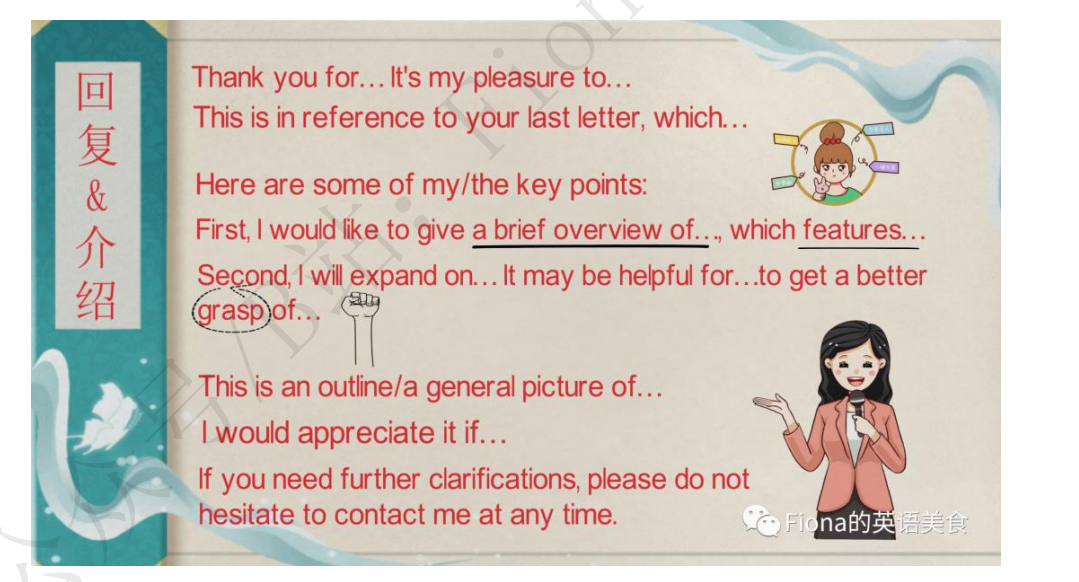 回复&介绍
Thank you for… It's my pleasure to…
This is in reference to your last letter, which…
Here are some of my/the key points:
First, I would like to give a brief overview of…, which features…
Second, I will expand on… It may be helpful for…to get a better
grasp of…
This is an outline/a general picture of…
I would appreciate it if…
If you need further clarifications, please do not
hesitate to contact me at any time.
Fiona的英语美食